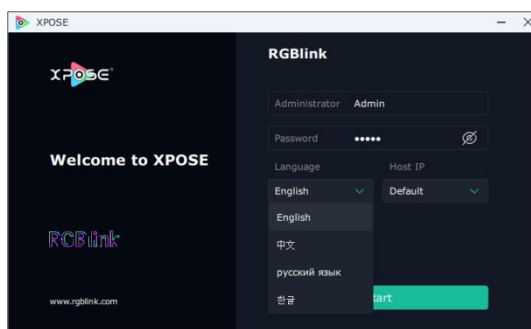 XPOSE
XPOSE
Welcome to XPOSE
RGBlink
www.rgblink.com
RGBlink
Administrator Admin
Password •••••
Language Host IP
English Default
English
中文
русский язык
한글
tart